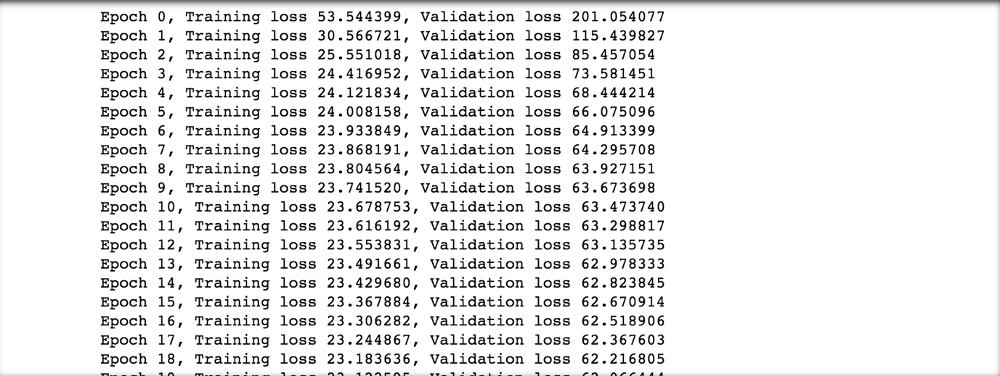 Epoch 0, Training loss 53.544399, Validation loss 201.054077
Epoch 1, Training loss 30.566721, Validation loss 115.439827
Epoch 2, Training loss 25.551018, Validation loss 85.457054
Epoch 3, Training loss 24.416952, Validation loss 73.581451
Epoch 4, Training loss 24.121834, Validation loss 68.444214
Epoch 5, Training loss 24.008158, Validation loss 66.075096
Epoch 6, Training loss 23.933849, Validation loss 64.913399
Epoch 7, Training loss 23.868191, Validation loss 64.295708
Epoch 8, Training loss 23.804564, Validation loss 63.927151
Epoch 9, Training loss 23.741520, Validation loss 63.673698
Epoch 10, Training loss 23.678753, Validation loss 63.473740
Epoch 11, Training loss 23.616192, Validation loss 63.298817
Epoch 12, Training loss 23.553831, Validation loss 63.135735
Epoch 13, Training loss 23.491661, Validation loss 62.978333
Epoch 14, Training loss 23.429680, Validation loss 62.823845
Epoch 15, Training loss 23.367884, Validation loss 62.670914
Epoch 16, Training loss 23.306282, Validation loss 62.518906
Epoch 17, Training loss 23.244867, Validation loss 62.367603
Epoch 18, Training loss 23.183636, Validation loss 62.216805
Epoch 19, Training loss Validation loss